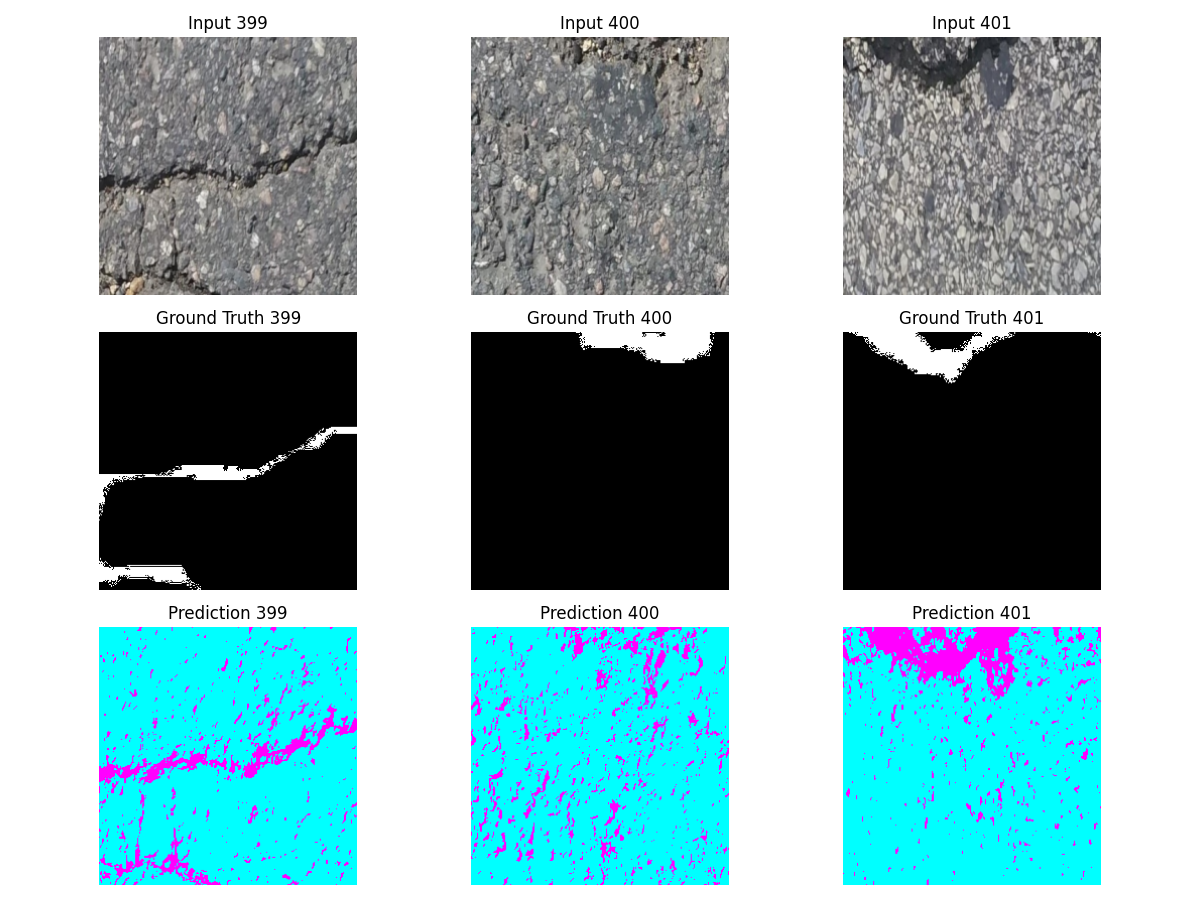 Input 399
Input 400
Input 401
Ground Truth 399
Ground Truth 400
Ground Truth 401
Prediction 399
Prediction 400
Prediction 401